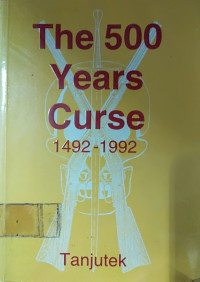 The 500
Years
Curse
1492-1992
Tanjutek